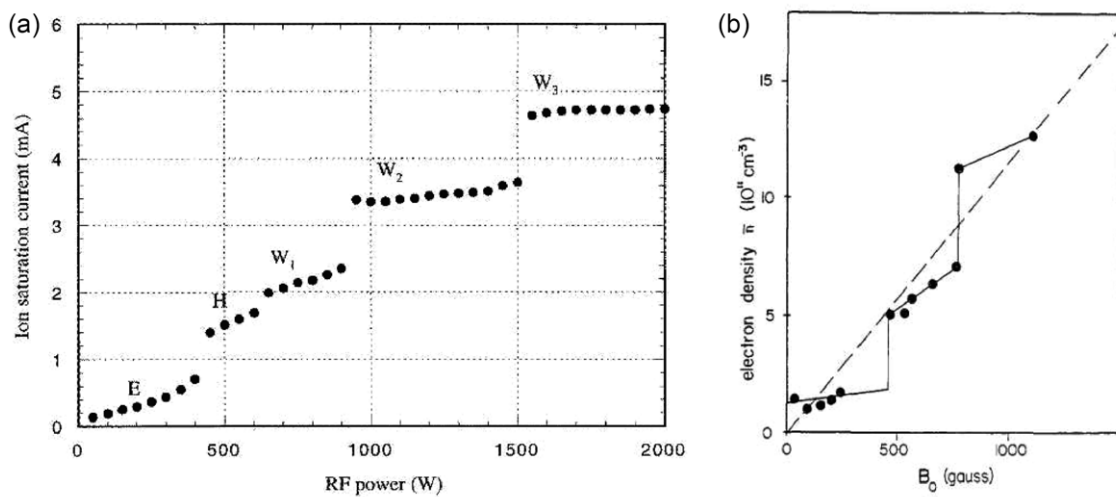 (a)
Ion saturation current (mA)
6
5
4
3
2
1
0
E
H
W₁
W₂
W₃
0 500 1000 1500 2000
RF power (W)
(b)
electron density n̄ (10¹¹ cm⁻³)
15
10
5
0
0 500 1000
B₀ (gauss)